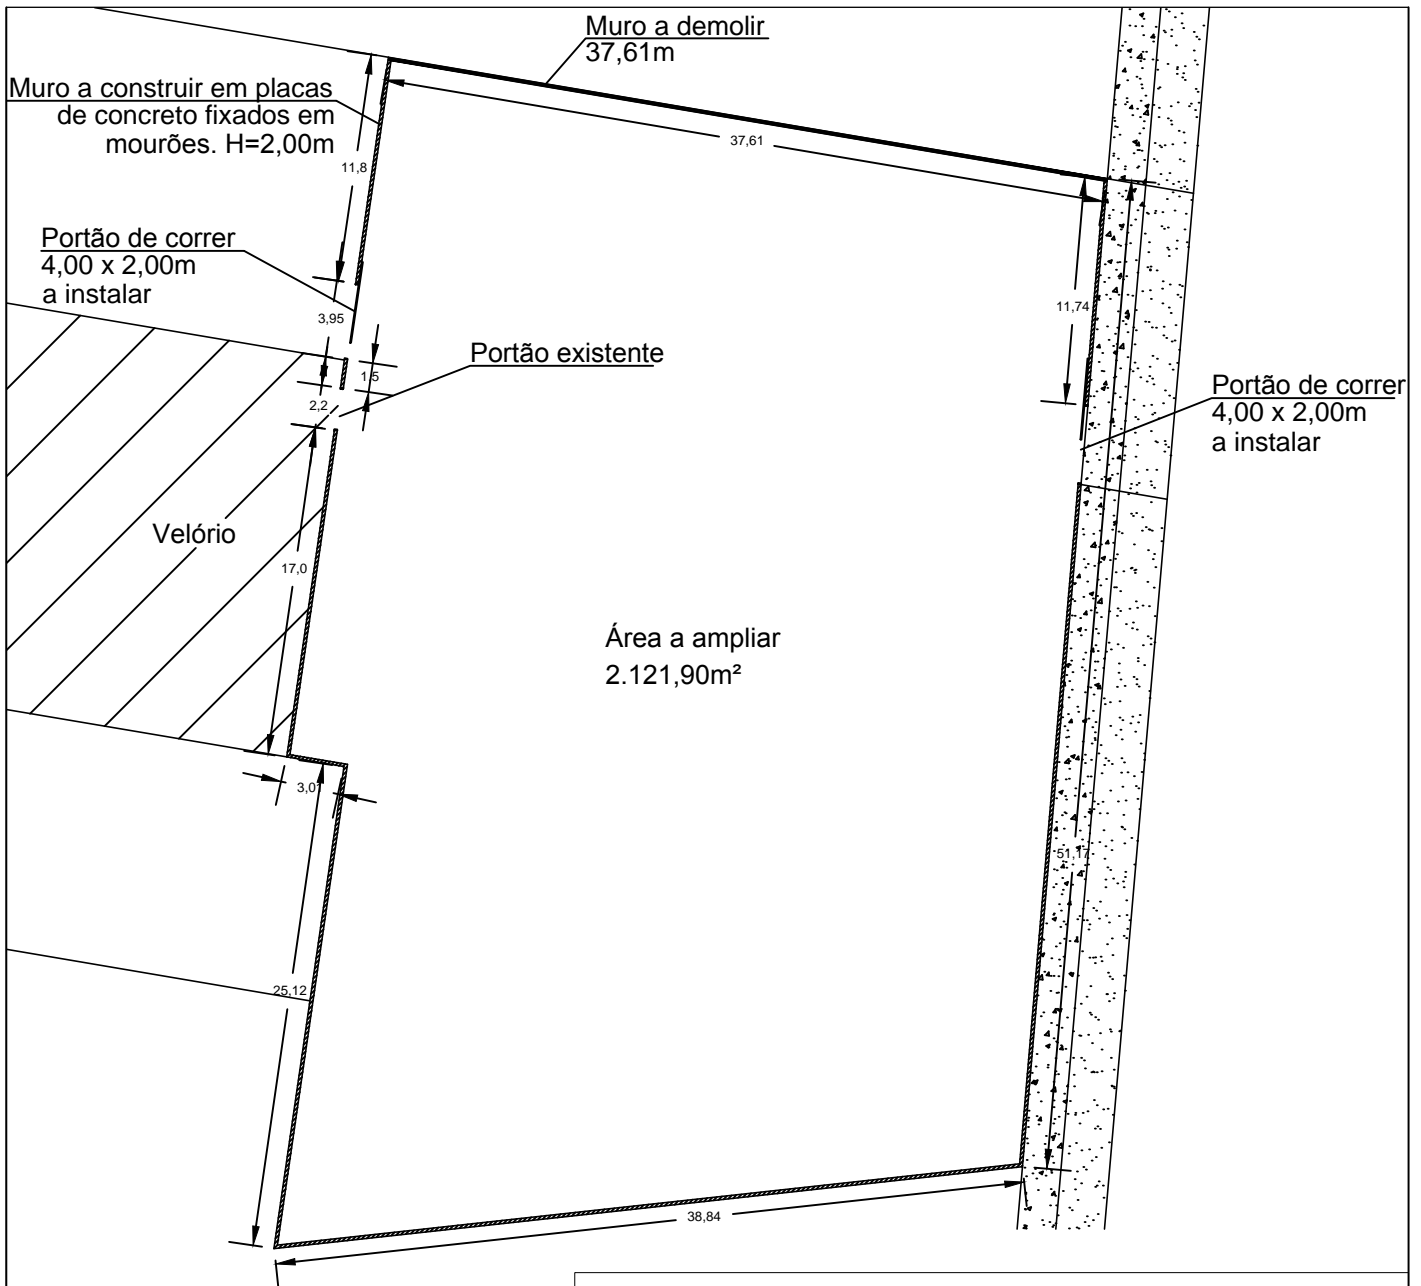 Muro a demolir
37,61m
Muro a construir em placas
de concreto fixados em
mourões. H=2,00m
37,61
11,8
Portão de correr
4,00 x 2,00m
a instalar
3,95
11,74
Portão existente
1,5
2,2
Portão de correr
4,00 x 2,00m
a instalar
Velório
17,0
Área a ampliar
2.121,90m²
3,01
51,17
25,12
38,84